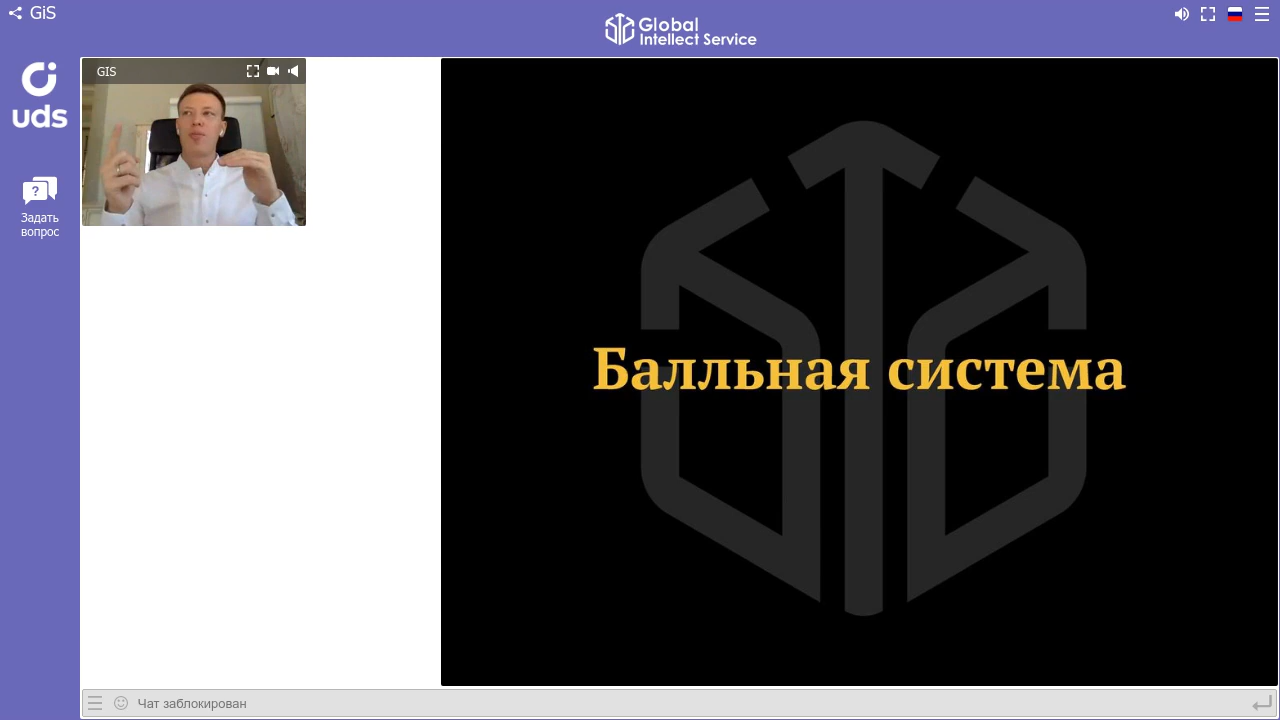 GiS
Global
Intellect Service
uds
Задать
вопрос
GIS
Балльная система
Чат заблокирован